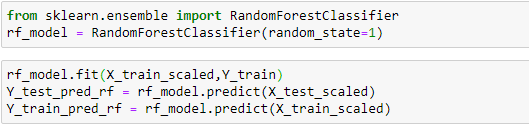 from sklearn.ensemble import RandomForestClassifier
rf_model = RandomForestClassifier(random_state=1)
rf_model.fit(X_train_scaled,Y_train)
Y_test_pred_rf = rf_model.predict(X_test_scaled)
Y_train_pred_rf = rf_model.predict(X_train_scaled)